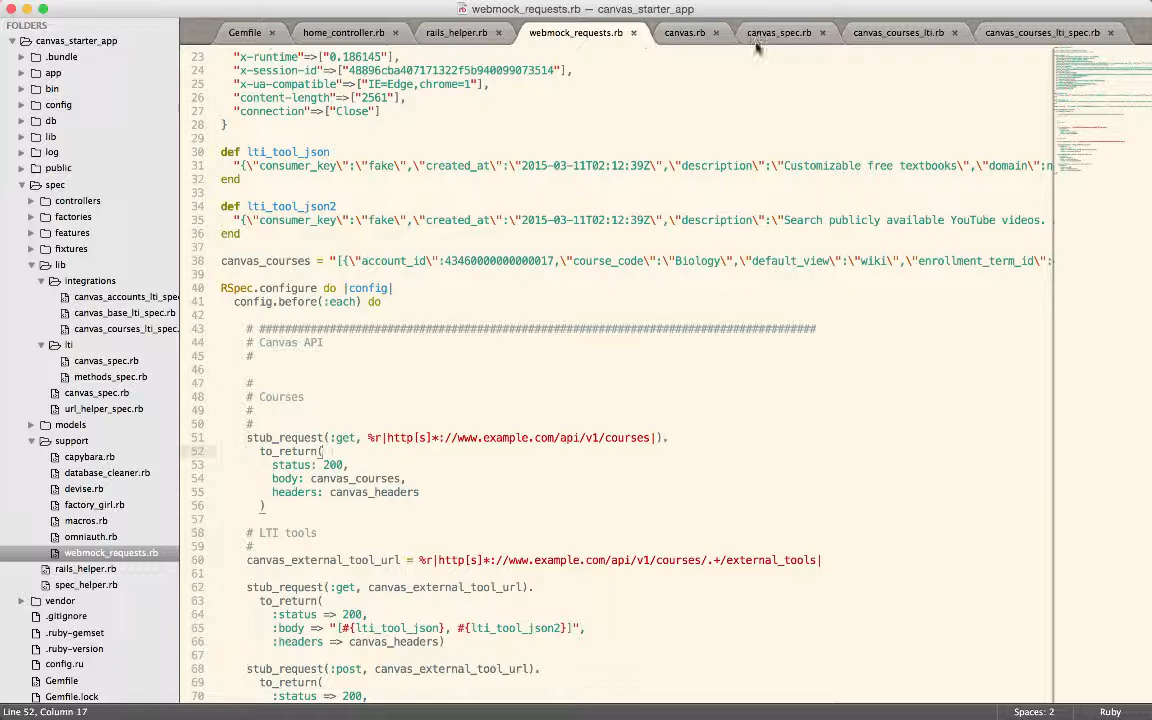 webmock_requests.rb — canvas_starter_app
FOLDERS
canvas_starter_app
.bundle
app
bin
config
db
lib
log
public
spec
controllers
factories
features
fixtures
lib
integrations
canvas_accounts_lti_spe
canvas_base_lti_spec.rb
canvas_courses_lti_spec.
lti
canvas_spec.rb
methods_spec.rb
canvas_spec.rb
url_helper_spec.rb
models
support
capybara.rb
database_cleaner.rb
devise.rb
factory_girl.rb
macros.rb
omniauth.rb
webmock_requests.rb
rails_helper.rb
spec_helper.rb
vendor
.gitignore
.ruby-gemset
.ruby-version
config.ru
Gemfile
Gemfile.lock
Gemfile × home_controller.rb × rails_helper.rb × webmock_requests.rb × canvas.rb × canvas_spec.rb × canvas_courses_lti.rb × canvas_courses_lti_spec.rb ×
23 "x-runtime"=>["0.186145"],
24 "x-session-id"=>["48896cba407171322f5b940099073514"],
25 "x-ua-compatible"=>["IE=Edge,chrome=1"],
26 "content-length"=>["2561"],
27 "connection"=>["Close"]
28 }
29
30 def lti_tool_json
31 "{\"consumer_key\":\"fake\",\"created_at\":\"2015-03-11T02:12:39Z\",\"description\":\"Customizable free textbooks\",\"domain\":n
32 end
33
34 def lti_tool_json2
35 "{\"consumer_key\":\"fake\",\"created_at\":\"2015-03-11T02:12:39Z\",\"description\":\"Search publicly available YouTube videos.
36 end
37
38 canvas_courses = "[{\"account_id\":43460000000000017,\"course_code\":\"Biology\",\"default_view\":\"wiki\",\"enrollment_term_id\":
39
40 RSpec.configure do |config|
41 config.before(:each) do
42
43 # #######################################################################################
44 # Canvas API
45 #
46
47 #
48 # Courses
49 #
50 #
51 stub_request(:get, %r|http[s]*://www.example.com/api/v1/courses|).
52 to_return(
53 status: 200,
54 body: canvas_courses,
55 headers: canvas_headers
56 )
57
58 # LTI tools
59 #
60 canvas_external_tool_url = %r|http[s]*://www.example.com/api/v1/courses/.+/external_tools|
61
62 stub_request(:get, canvas_external_tool_url).
63 to_return(
64 :status => 200,
65 :body => "[#{lti_tool_json}, #{lti_tool_json2}]",
66 :headers => canvas_headers)
67
68 stub_request(:post, canvas_external_tool_url).
69 to_return(
70 :status => 200,
Line 52, Column 17
Spaces: 2
Ruby